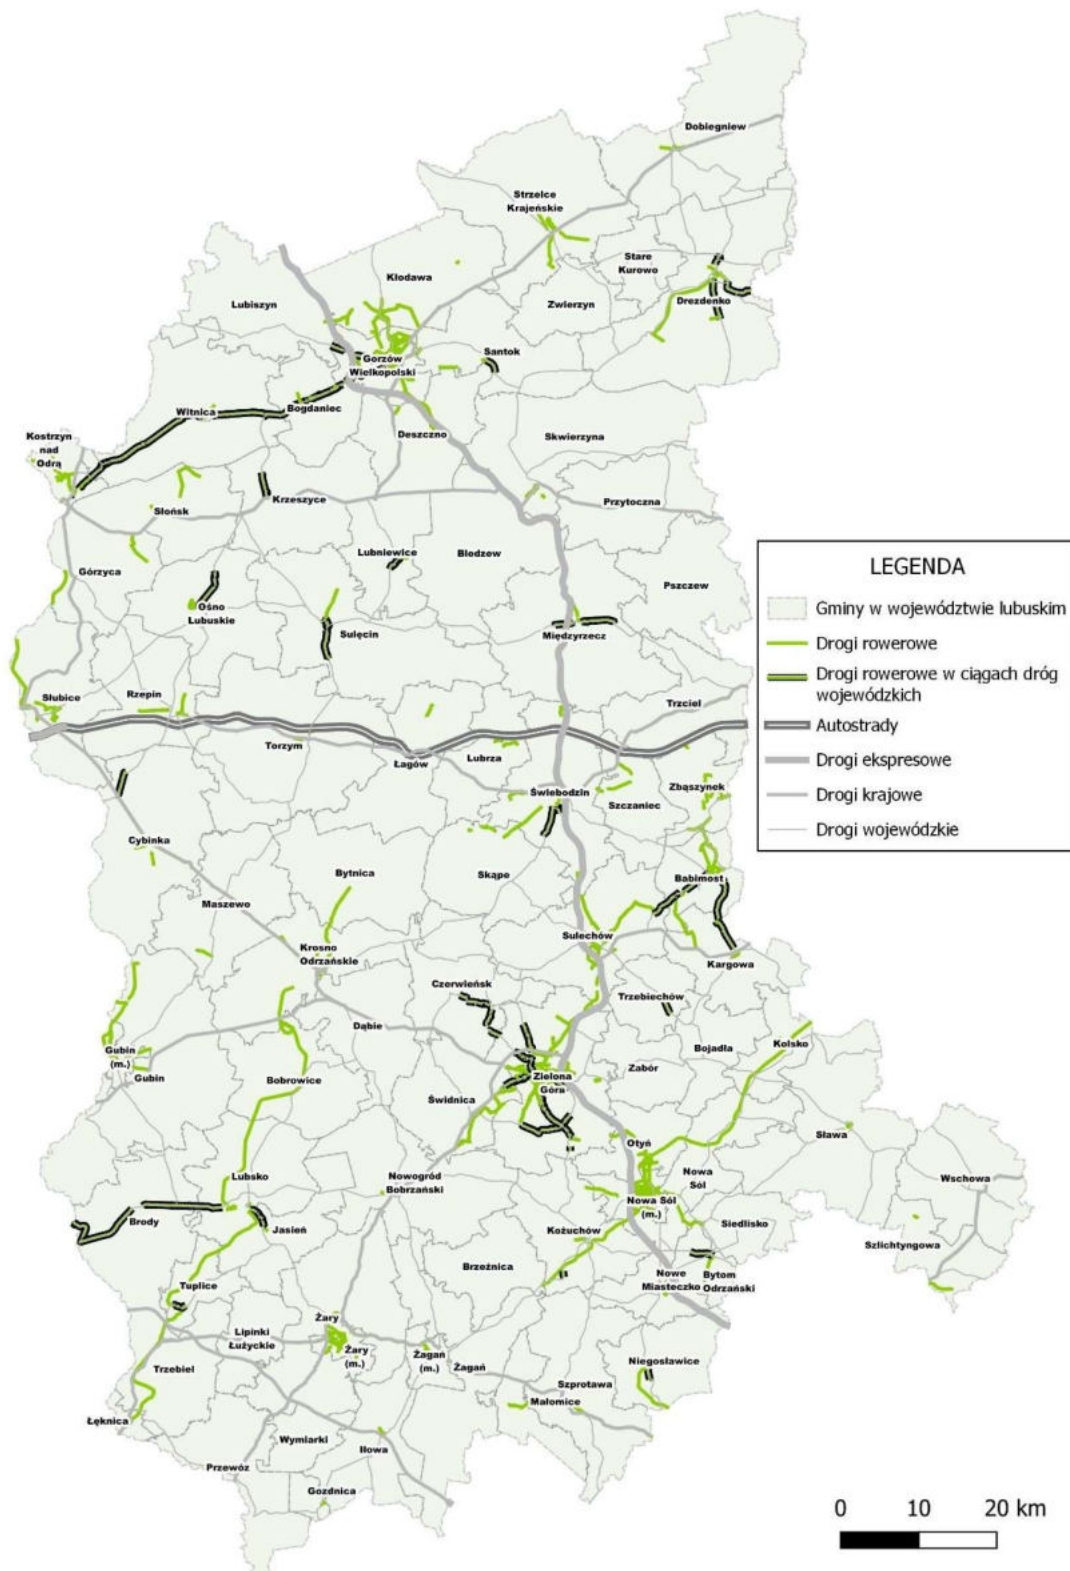 Dobiegniew
Strzelce
Krajeńskie
Stare
Kurowo
Kłodawa
Lubiszyn
Zwierzyn
Drezdenko
Santok
Gorzów
Wielkopolski
Witnica
Bogdaniec
Deszczno
Skwierzyna
Kostrzyn
nad
Odrą
Krzeszyce
Przytoczna
Słońsk
Lubniewice
Bledzew
Górzyca
Pszczew
Ośno
Lubuskie
Sulęcin
Międzyrzecz
Słubice
Rzepin
Trzciel
Torzym
Łagów
Lubrza
Zbąszynek
Świebodzin
Szczaniec
Cybinka
Bytnica
Skąpe
Babimost
Maszewo
Sulechów
Krosno
Odrzańskie
Kargowa
Czerwieńsk
Trzebiechów
Dąbie
Kolsko
Bojadła
Gubin
(m.)
Gubin
Zabór
Bobrowice
Zielona
Góra
Świdnica
Otyń
Sława
Nowa
Sól
Lubsko
Nowogród
Bobrzański
Wschowa
Nowa Sól
(m.)
Brody
Jasień
Kożuchów
Siedlisko
Szlichtyngowa
Brzeźnica
Nowe
Miasteczko
Bytom
Odrzański
Tuplice
Żary
Lipinki
Łużyckie
Żary
(m.)
Żagań
(m.)
Żagań
Niegosławice
Trzebiel
Szprotawa
Małomice
Łęknica
Wymiarki
Iłowa
Przewóz
Gozdnica
LEGENDA
Gminy w województwie lubuskim
Drogi rowerowe
Drogi rowerowe w ciągach dróg
wojewódzkich
Autostrady
Drogi ekspresowe
Drogi krajowe
Drogi wojewódzkie
0 10 20 km